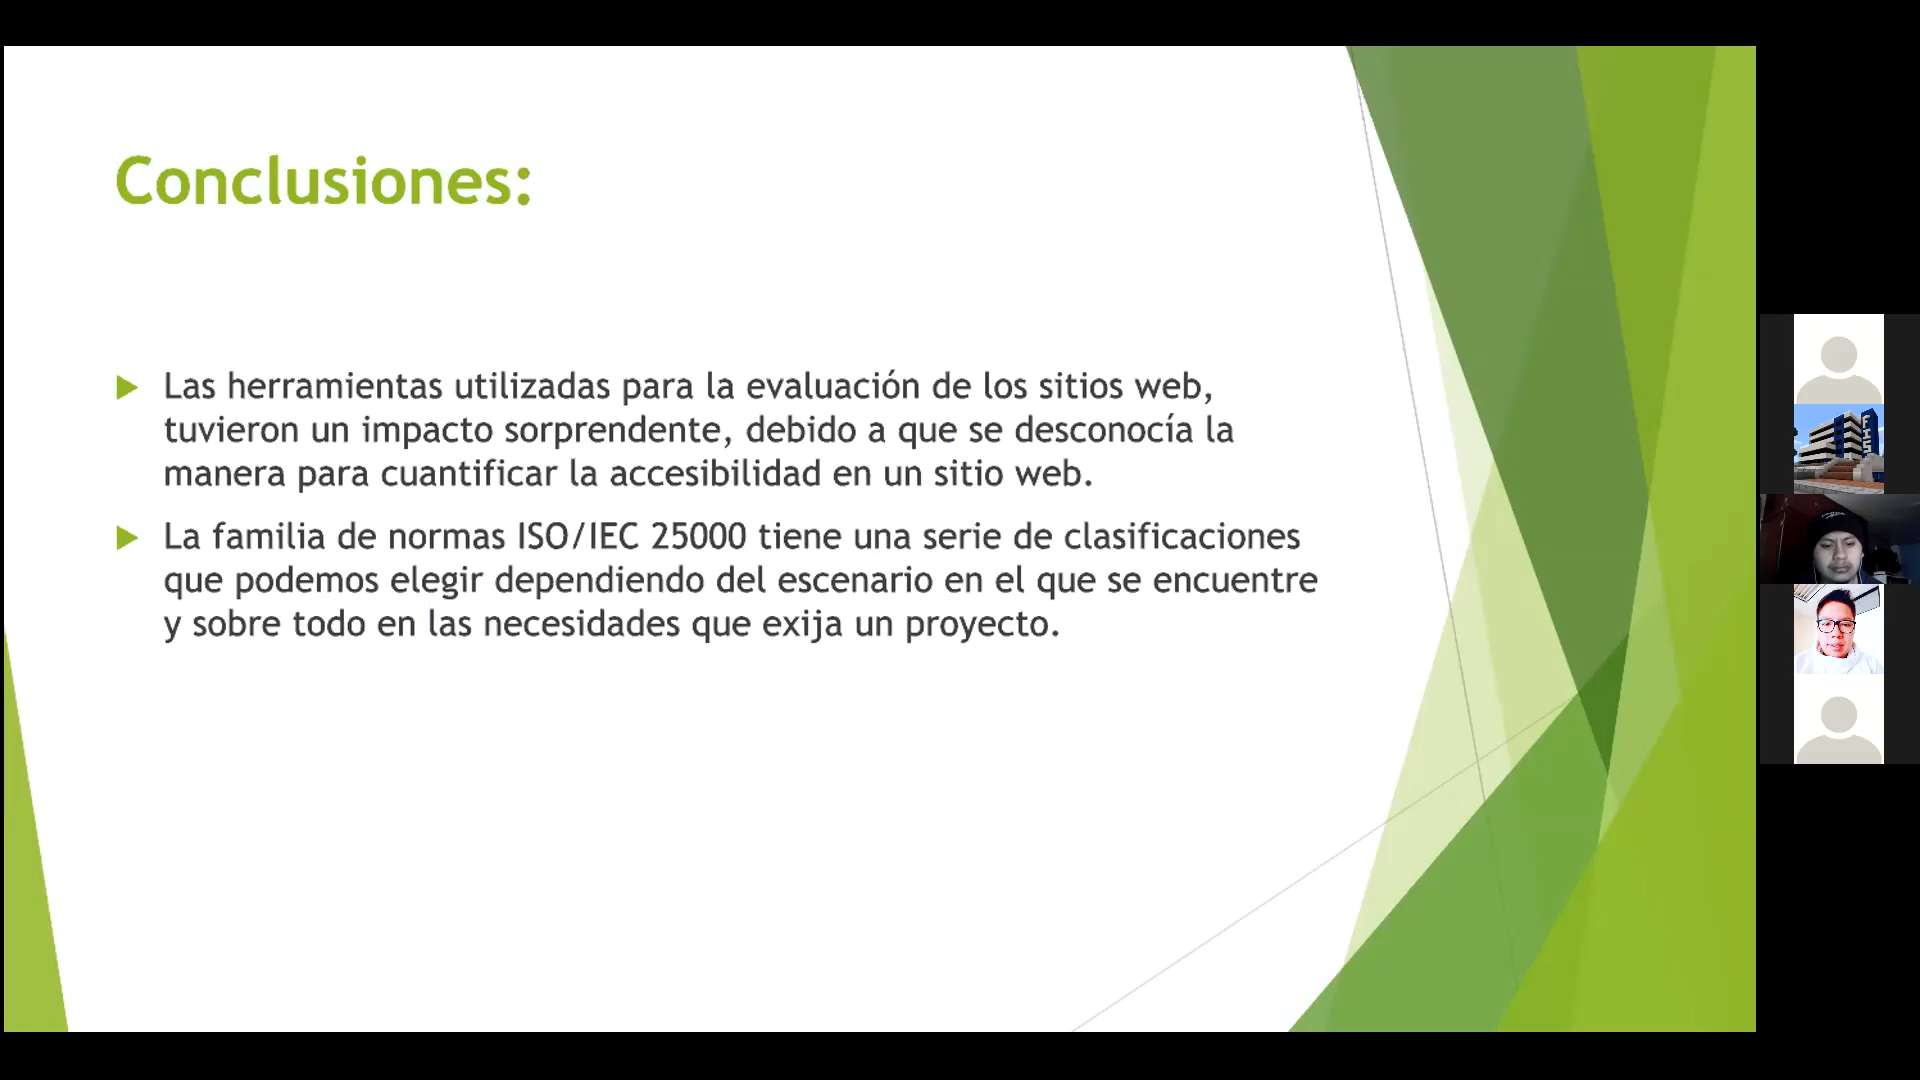 Conclusiones:
Las herramientas utilizadas para la evaluación de los sitios web,
tuvieron un impacto sorprendente, debido a que se desconocía la
manera para cuantificar la accesibilidad en un sitio web.
La familia de normas ISO/IEC 25000 tiene una serie de clasificaciones
que podemos elegir dependiendo del escenario en el que se encuentre
y sobre todo en las necesidades que exija un proyecto.